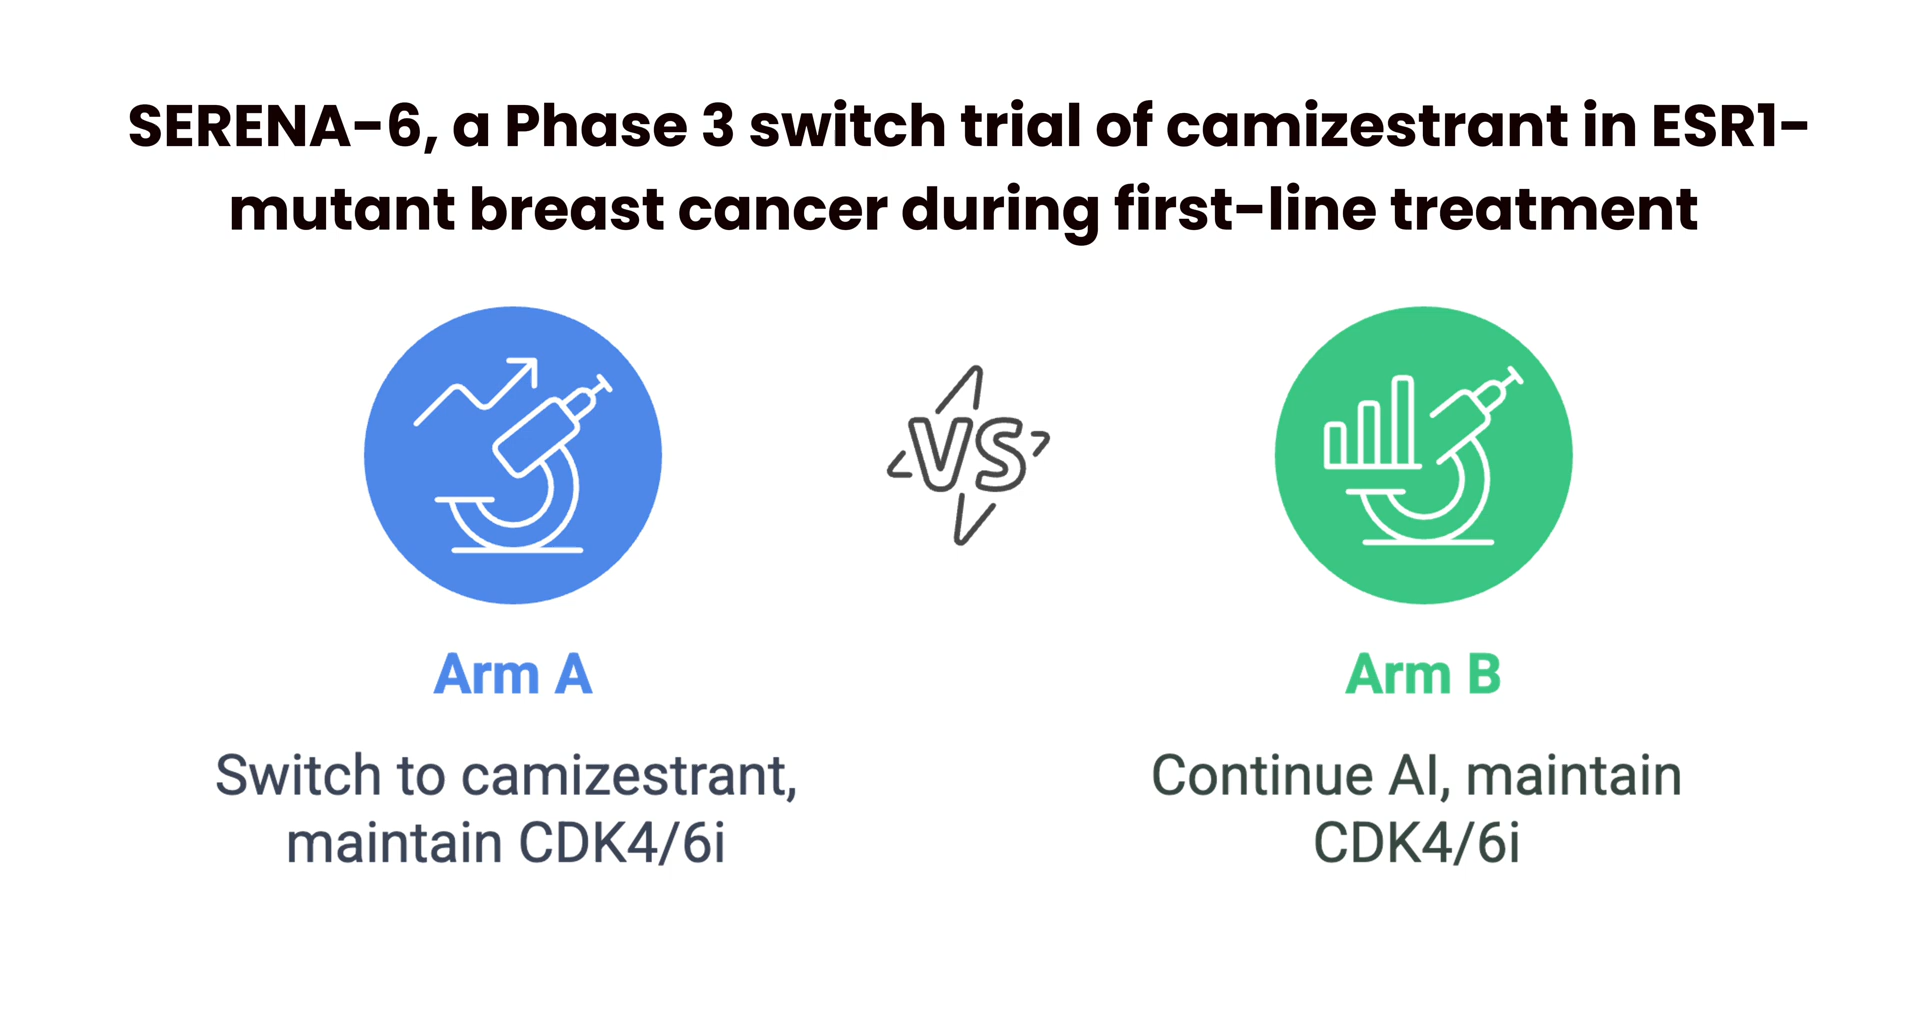 SERENA-6, a Phase 3 switch trial of camizestrant in ESR1-
mutant breast cancer during first-line treatment
VS
Arm A
Switch to camizestrant,
maintain CDK4/6i
Arm B
Continue AI, maintain
CDK4/6i